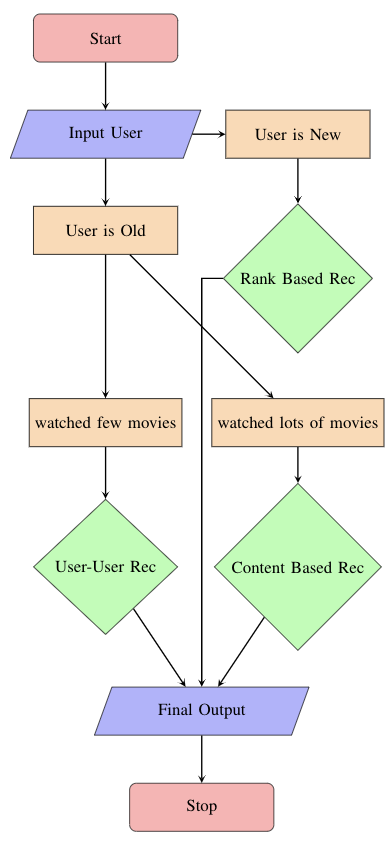 Start
Input User
User is New
User is Old
Rank Based Rec
watched few movies
watched lots of movies
User-User Rec
Content Based Rec
Final Output
Stop